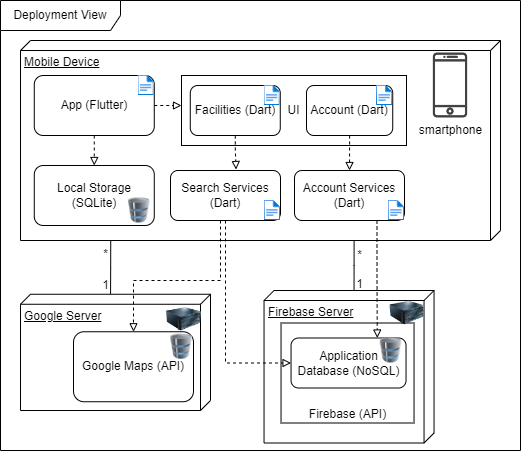 Deployment View
Mobile Device
App (Flutter)
Facilities (Dart)
UI
Account (Dart)
smartphone
Local Storage
(SQLite)
Search Services
(Dart)
Account Services
(Dart)
*
*
1
1
Google Server
Google Maps (API)
Firebase Server
Application
Database (NoSQL)
Firebase (API)